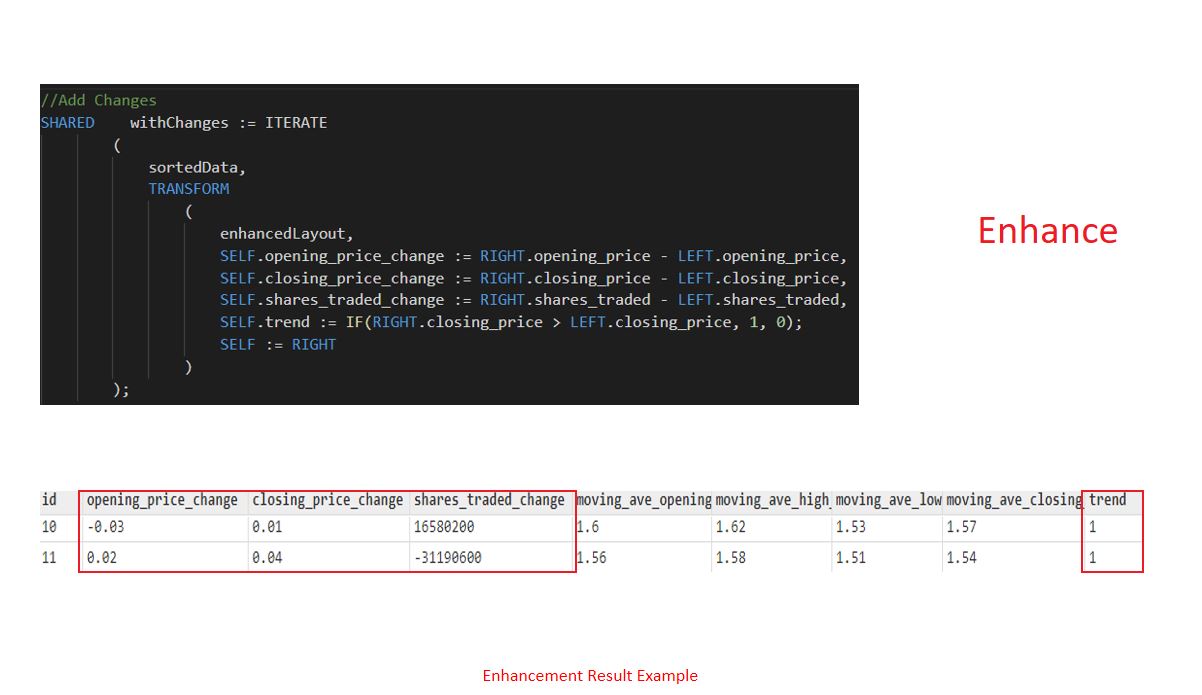 //Add Changes
SHARED    withChanges := ITERATE
(
sortedData,
TRANSFORM
(
enhancedLayout,
SELF.opening_price_change := RIGHT.opening_price - LEFT.opening_price,
SELF.closing_price_change := RIGHT.closing_price - LEFT.closing_price,
SELF.shares_traded_change := RIGHT.shares_traded - LEFT.shares_traded,
SELF.trend := IF(RIGHT.closing_price > LEFT.closing_price, 1, 0);
SELF := RIGHT
)
);
Enhance
id opening_price_change closing_price_change shares_traded_change moving_ave_opening moving_ave_high_ moving_ave_low moving_ave_closing trend
10 -0.03 0.01 16580200 1.6 1.62 1.53 1.57 1
11 0.02 0.04 -31190600 1.56 1.58 1.51 1.54 1
Enhancement Result Example